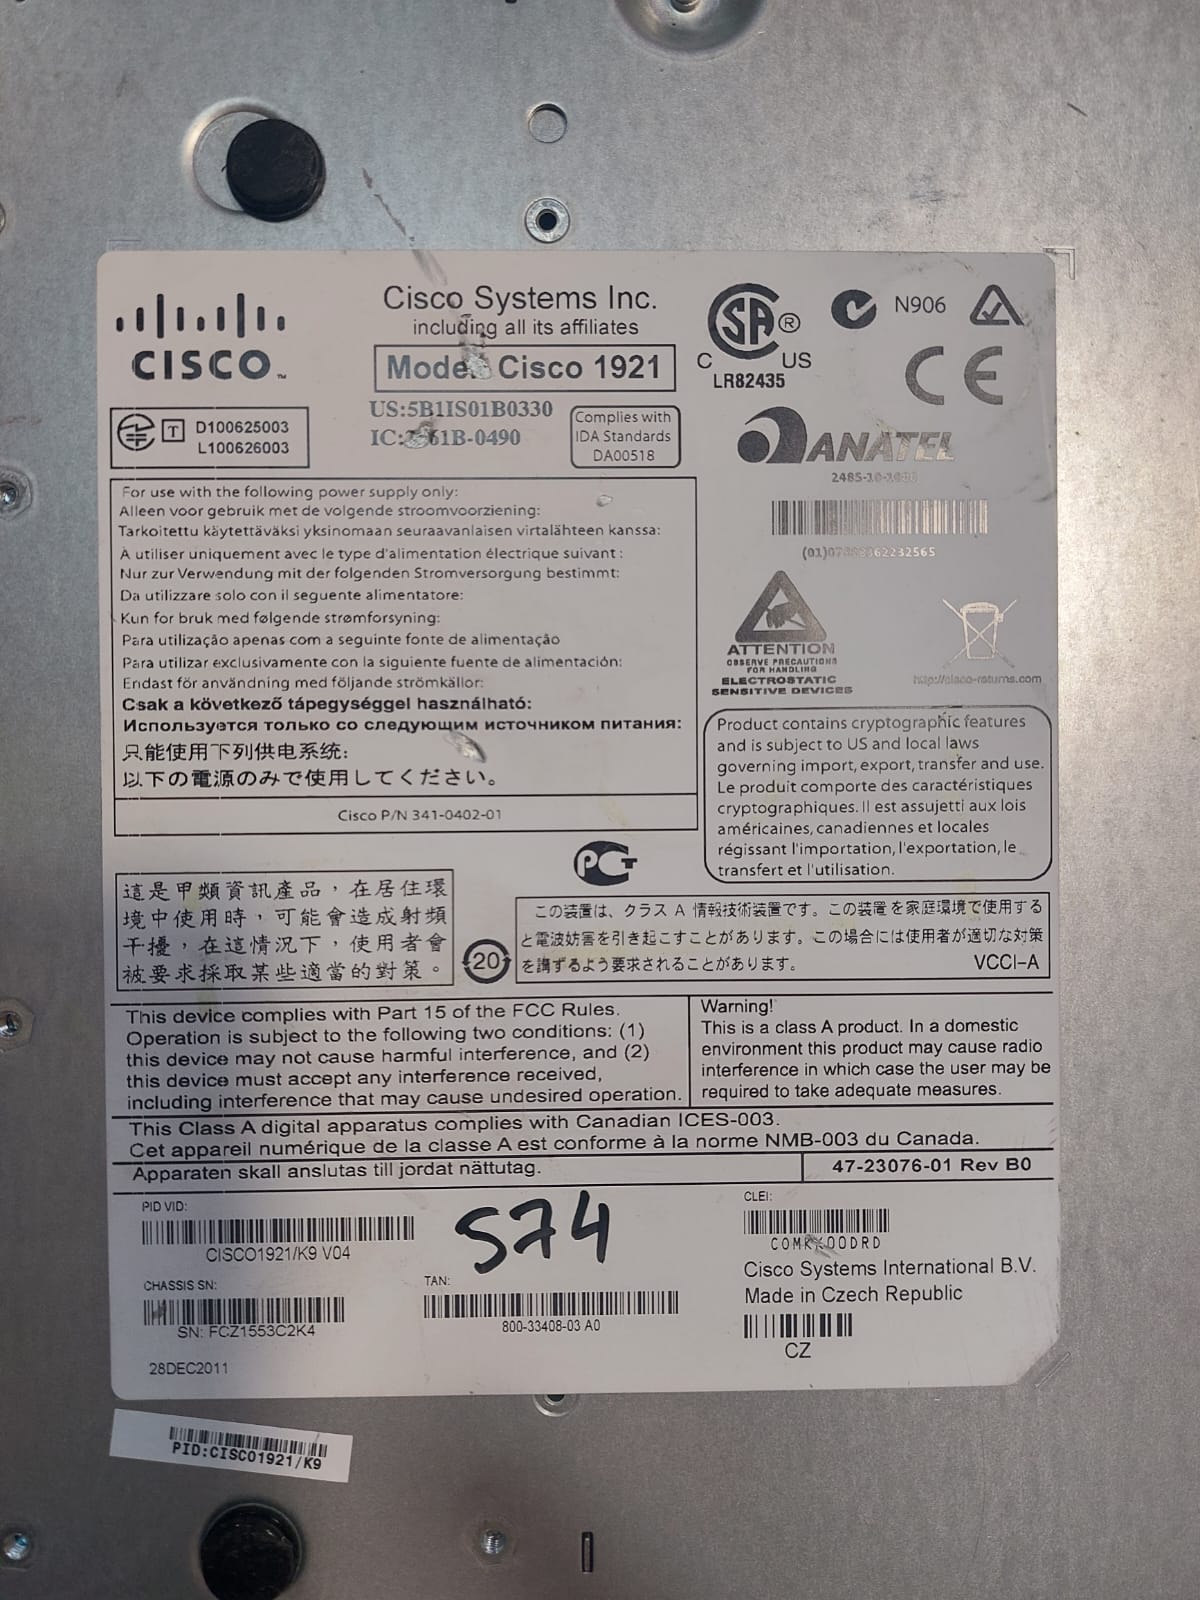 CISCO™
Cisco Systems Inc.
including all its affiliates
Model Cisco 1921
US:5B1IS01B0330
IC:
61B-0490
Complies with
IDA Standards
DA00518
T
D100625003
L100626003
SA®
C US
LR82435
N906
CE
ANATEL
(01)
62232565
For use with the following power supply only:
Alleen voor gebruik met de volgende stroomvoorziening:
Tarkoitettu käytettäväksi yksinomaan seuraavanlaisen virtalähteen kanssa:
À utiliser uniquement avec le type d'alimentation électrique suivant :
Nur zur Verwendung mit der folgenden Stromversorgung bestimmt:
Da utilizzare solo con il seguente alimentatore:
Kun for bruk med følgende strømforsyning:
Para utilização apenas com a seguinte fonte de alimentação
Para utilizar exclusivamente con la siguiente fuente de alimentación:
Endast för användning med följande strömkällor:
Csak a következő tápegységgel használható:
Используется только со следующим источником питания:
只能使用下列供电系统:
以下の電源のみで使用してください。
Cisco P/N 341-0402-01
ATTENTION
OBSERVE PRECAUTIONS
FOR HANDLING
ELECTROSTATIC
SENSITIVE DEVICES
http://cisco-returns.com
Product contains cryptographic features
and is subject to US and local laws
governing import, export, transfer and use.
Le produit comporte des caractéristiques
cryptographiques. Il est assujetti aux lois
américaines, canadiennes et locales
régissant l'importation, l'exportation, le
transfert et l'utilisation.
這是甲類資訊產品，在居住環
境中使用時，可能會造成射頻
干擾，在這情況下，使用者會
被要求採取某些適當的對策。
20
この装置は、クラス A 情報技術装置です。この装置を家庭環境で使用する
と電波妨害を引き起こすことがあります。この場合には使用者が適切な対策
を講ずるよう要求されることがあります。 VCCI-A
This device complies with Part 15 of the FCC Rules.
Operation is subject to the following two conditions: (1)
this device may not cause harmful interference, and (2)
this device must accept any interference received,
including interference that may cause undesired operation.
Warning!
This is a class A product. In a domestic
environment this product may cause radio
interference in which case the user may be
required to take adequate measures.
This Class A digital apparatus complies with Canadian ICES-003.
Cet appareil numérique de la classe A est conforme à la norme NMB-003 du Canada.
Apparaten skall anslutas till jordat nättutag.
47-23076-01 Rev B0
PID VID:
CISCO1921/K9 V04
574
CLEI:
CHASSIS SN:
SN: FCZ1553C2K4
TAN:
800-33408-03 A0
Cisco Systems International B.V.
Made in Czech Republic
CZ
28DEC2011
PID:CISCO1921/K9